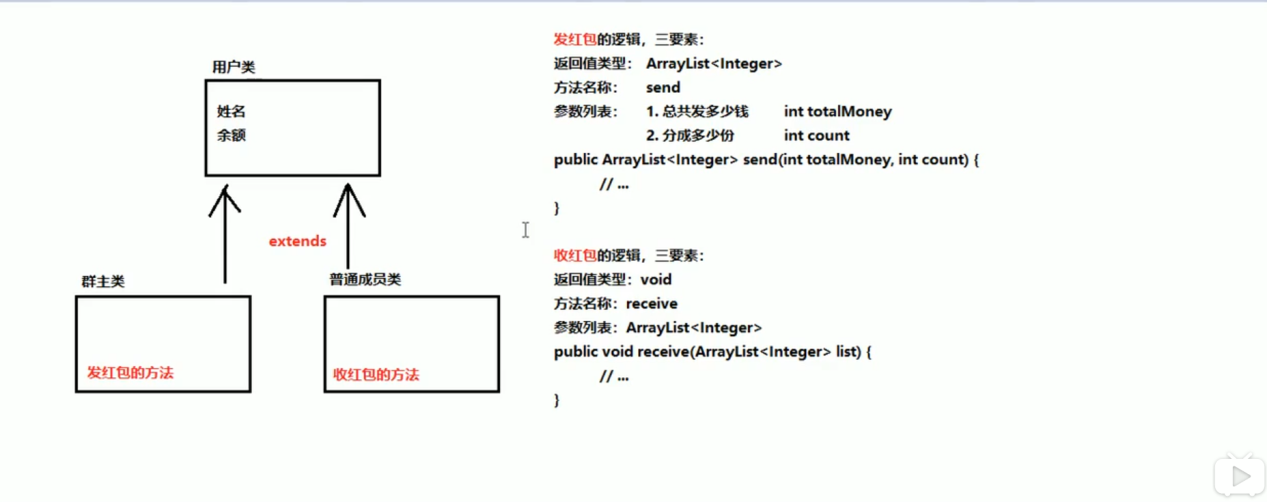 用户类
姓名
余额
extends
群主类
发红包的方法
普通成员类
收红包的方法
发红包的逻辑，三要素：
返回值类型： ArrayList<Integer>
方法名称： send
参数列表： 1. 总共发多少钱 int totalMoney
2. 分成多少份 int count
public ArrayList<Integer> send(int totalMoney, int count) {
// ...
}
收红包的逻辑，三要素：
返回值类型：void
方法名称：receive
参数列表：ArrayList<Integer>
public void receive(ArrayList<Integer> list) {
// ...
}